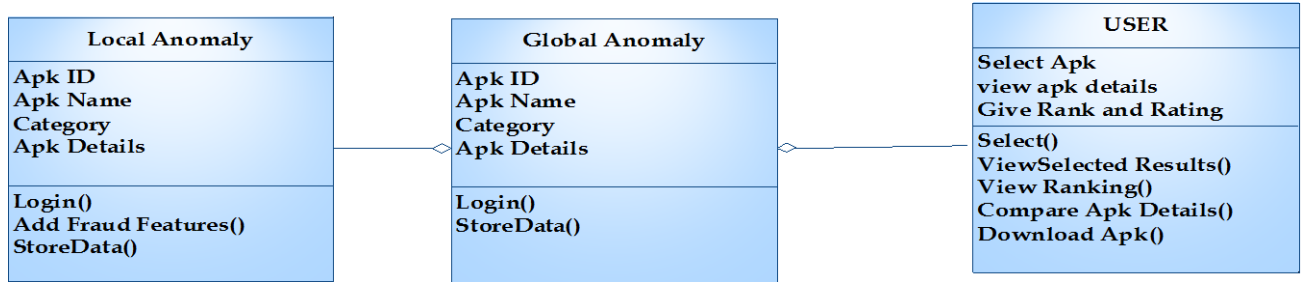 Local Anomaly
Apk ID
Apk Name
Category
Apk Details
Login()
Add Fraud Features()
StoreData()
Global Anomaly
Apk ID
Apk Name
Category
Apk Details
Login()
StoreData()
USER
Select Apk
view apk details
Give Rank and Rating
Select()
ViewSelected Results()
View Ranking()
Compare Apk Details()
Download Apk()